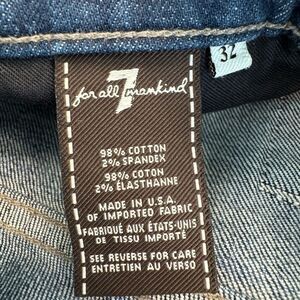 32
7
for all mankind
98% COTTON
2% SPANDEX
98% COTON
2% ÉLASTHANNE
MADE IN U.S.A.
OF IMPORTED FABRIC
FABRIQUÉ AUX ÉTATS-UNIS
DE TISSU IMPORTÉ
SEE REVERSE FOR CARE
ENTRETIEN AU VERSO